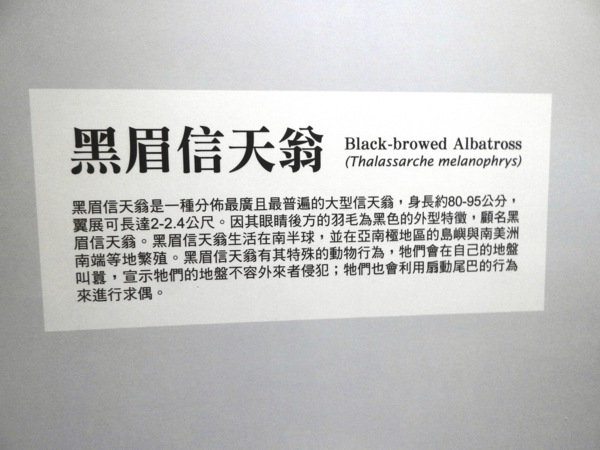 黑眉信天翁 Black-browed Albatross
(Thalassarche melanophrys)
黑眉信天翁是一種分佈最廣且最普遍的大型信天翁，身長約80-95公分，
翼展可長達2-2.4公尺。因其眼睛後方的羽毛為黑色的外型特徵，顧名黑
眉信天翁。黑眉信天翁生活在南半球，並在亞南極地區的島嶼與南美洲
南端等地繁殖。黑眉信天翁有其特殊的動物行為，牠們會在自己的地盤
叫囂，宣示牠們的地盤不容外來者侵犯；牠們也會利用扇動尾巴的行為
來進行求偶。